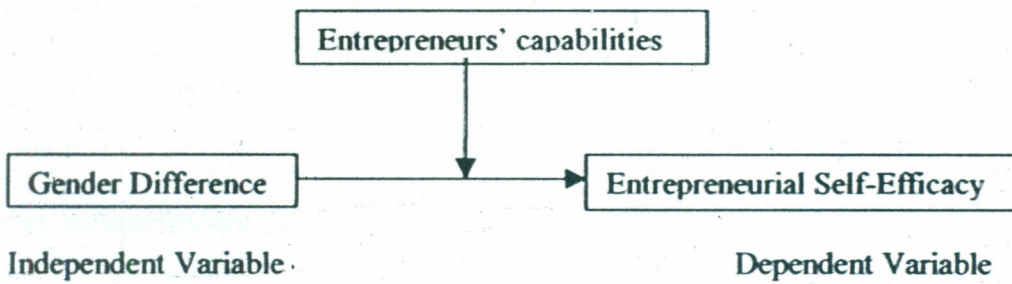 Entrepreneurs' capabilities
Gender Difference
Entrepreneurial Self-Efficacy
Independent Variable
Dependent Variable